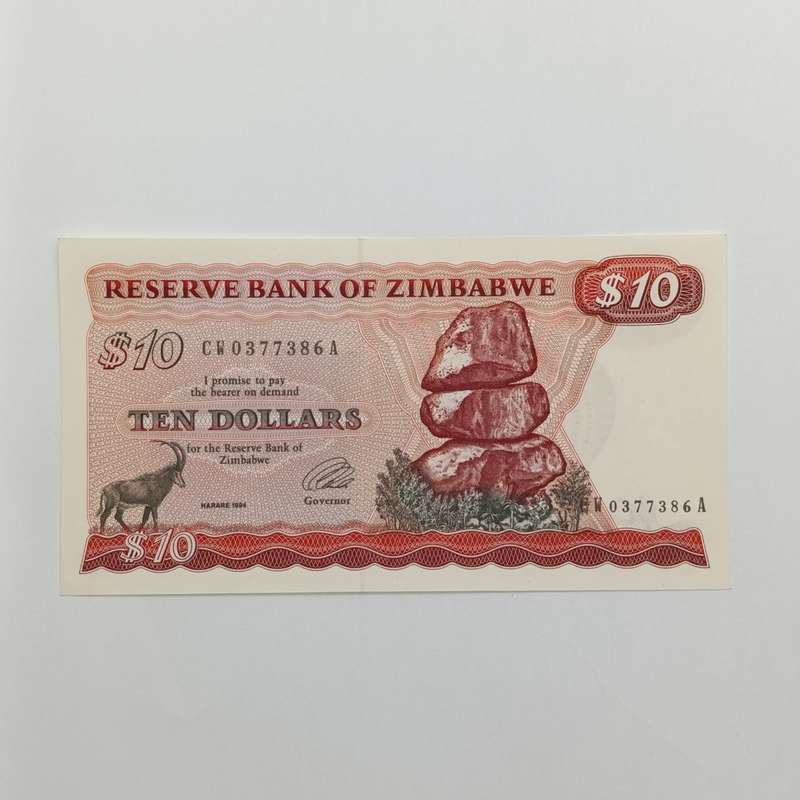 RESERVE BANK OF ZIMBABWE
$10
$10
CW0377386A
I promise to pay
the bearer on demand
TEN DOLLARS
for the Reserve Bank of
Zimbabwe
HARARE 1994
Governor
CW0377386A
$10